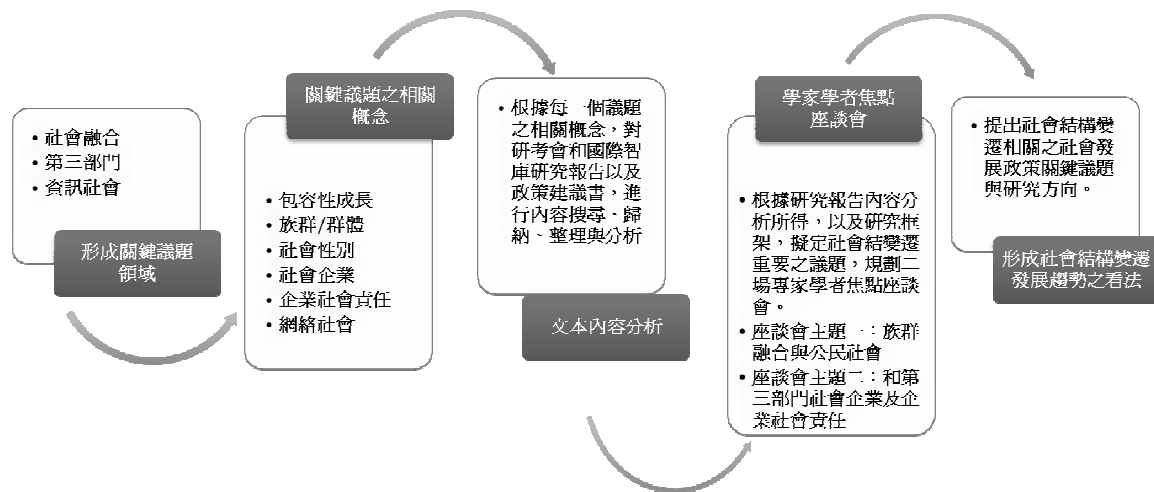 • 社會融合
• 第三部門
• 資訊社會
形成關鍵議題
領域
關鍵議題之相關
概念
• 包容性成長
• 族群/群體
• 社會性別
• 社會企業
• 企業社會責任
• 網絡社會
• 根據每一個議題
之相關概念，對
研考會和國際智
庫研究報告以及
政策建議書，進
行內容搜尋、歸
納、整理與分析
文本內容分析
學家學者焦點
座談會
• 根據研究報告內容分
析所得，以及研究框
架，擬定社會結變遷
重要之議題，規劃二
場專家學者焦點座談
會。
• 座談會主題一：族群
融合與公民社會
• 座談會主題二：和第
三部門社會企業及企
業社會責任
• 提出社會結構變
遷相關之社會發
展政策關鍵議題
與研究方向。
形成社會結構變遷
發展趨勢之看法